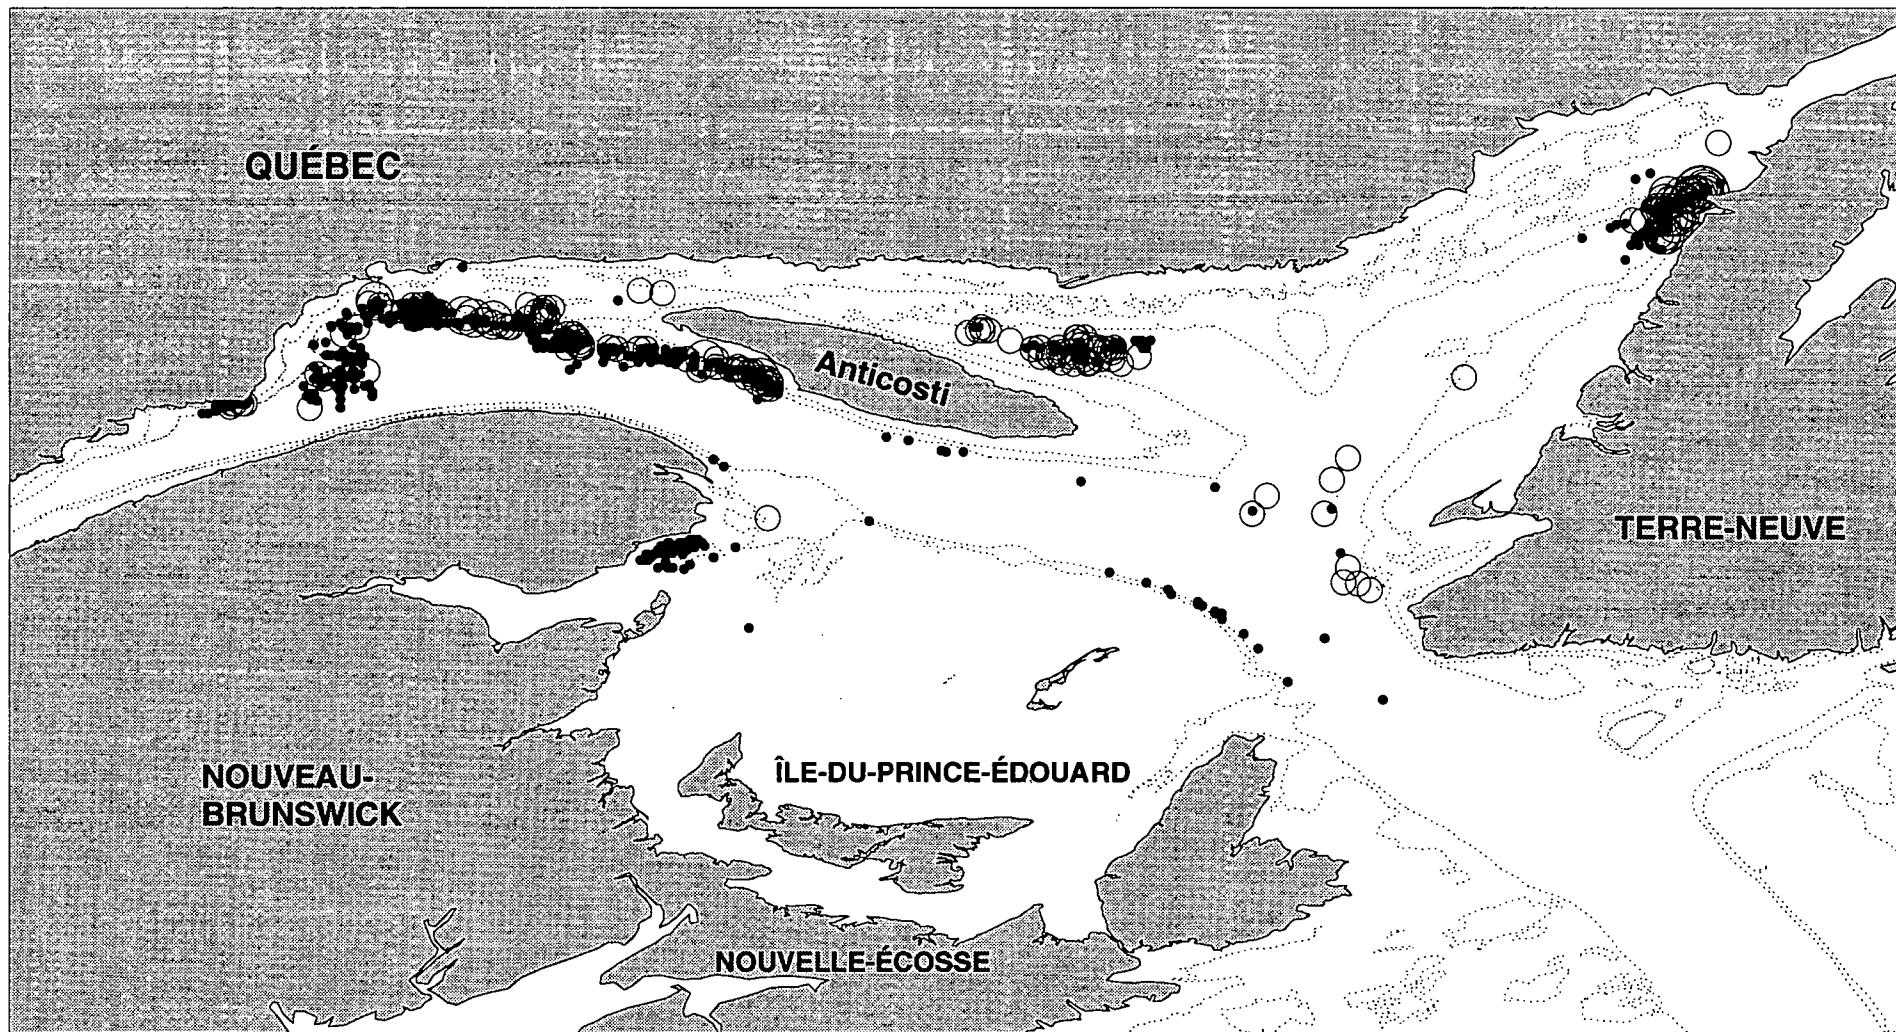 QUÉBEC
Anticosti
TERRE-NEUVE
NOUVEAU-
BRUNSWICK
ÎLE-DU-PRINCE-ÉDOUARD
NOUVELLE-ÉCOSSE